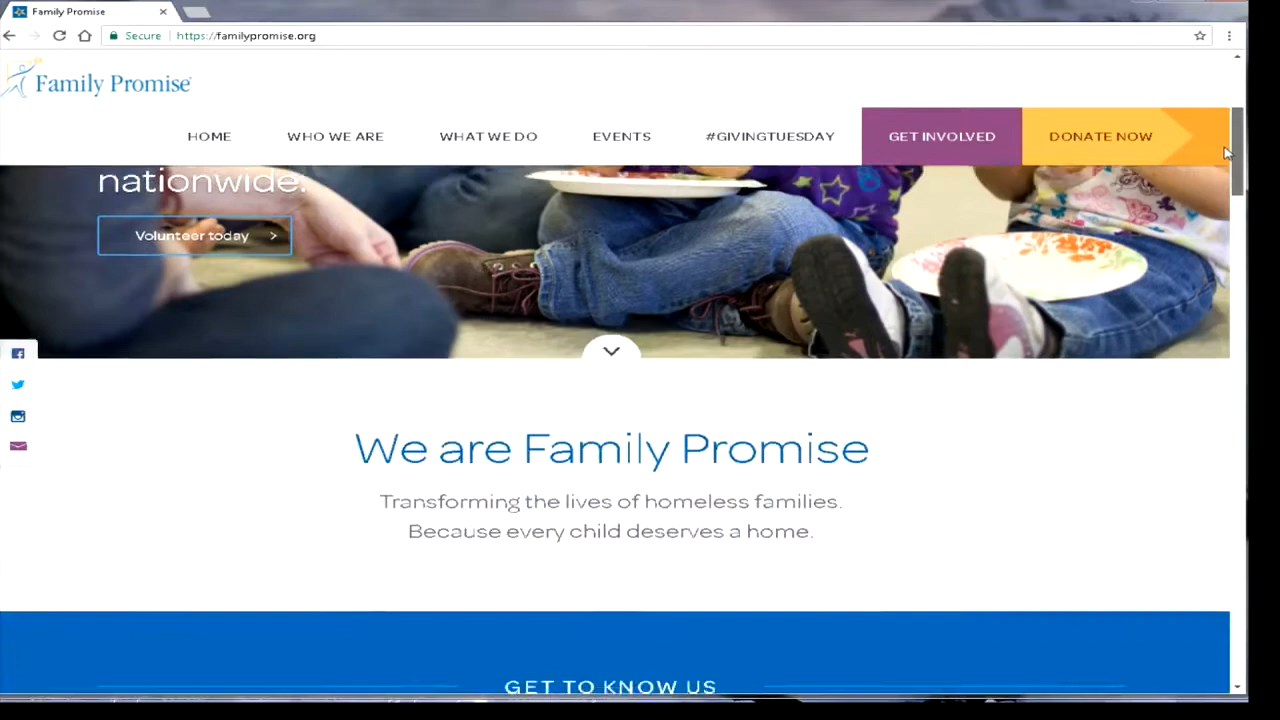 Family Promise
Secure https://familypromise.org
Family Promise
HOME WHO WE ARE WHAT WE DO EVENTS #GIVINGTUESDAY GET INVOLVED DONATE NOW
nationwide.
Volunteer today >
We are Family Promise
Transforming the lives of homeless families.
Because every child deserves a home.
GET TO KNOW US